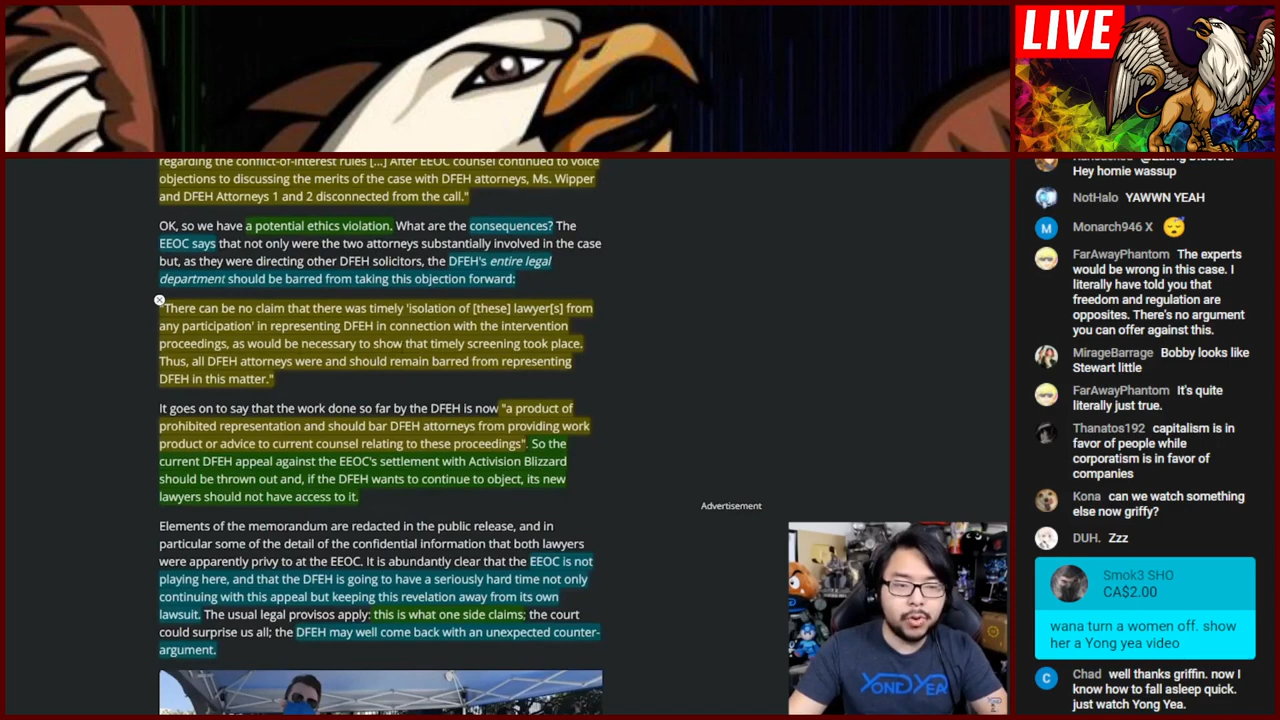 LIVE
regarding the conflict-of-interest rules [...] After EEOC counsel continued to voice
objections to discussing the merits of the case with DFEH attorneys, Ms. Wipper
and DFEH Attorneys 1 and 2 disconnected from the call."
OK, so we have a potential ethics violation. What are the consequences? The
EEOC says that not only were the two attorneys substantially involved in the case
but, as they were directing other DFEH solicitors, the DFEH's entire legal
department should be barred from taking this objection forward:
"There can be no claim that there was timely 'isolation of [these] lawyer[s] from
any participation' in representing DFEH in connection with the intervention
proceedings, as would be necessary to show that timely screening took place.
Thus, all DFEH attorneys were and should remain barred from representing
DFEH in this matter."
It goes on to say that the work done so far by the DFEH is now "a product of
prohibited representation and should bar DFEH attorneys from providing work
product or advice to current counsel relating to these proceedings". So the
current DFEH appeal against the EEOC's settlement with Activision Blizzard
should be thrown out and, if the DFEH wants to continue to object, its new
lawyers should not have access to it.
Advertisement
Elements of the memorandum are redacted in the public release, and in
particular some of the detail of the confidential information that both lawyers
were apparently privy to at the EEOC. It is abundantly clear that the EEOC is not
playing here, and that the DFEH is going to have a seriously hard time not only
continuing with this appeal but keeping this revelation away from its own
lawsuit. The usual legal provisos apply: this is what one side claims; the court
could surprise us all; the DFEH may well come back with an unexpected counter-
argument.
YONGYEA
Hey homie wassup
NotHalo YAWWN YEAH
M
Monarch946 X
FarAwayPhantom The experts
would be wrong in this case. I
literally have told you that
freedom and regulation are
opposites. There's no argument
you can offer against this.
MirageBarrage Bobby looks like
Stewart little
FarAwayPhantom It's quite
literally just true.
Thanatos192 capitalism is in
favor of people while
corporatism is in favor of
companies
Kona can we watch something
else now griffy?
DUH. Zzz
Smok3 SHO
CA$2.00
wana turn a women off. show
her a Yong yea video
C
Chad well thanks griffin. now I
know how to fall asleep quick.
just watch Yong Yea.